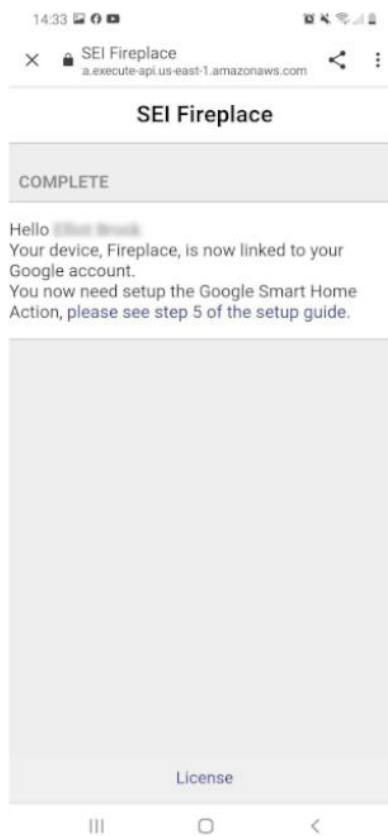 14:33
SEI Fireplace
a.execute-api.us-east-1.amazonaws.com
SEI Fireplace
COMPLETE
Hello
Your device, Fireplace, is now linked to your
Google account.
You now need setup the Google Smart Home
Action, please see step 5 of the setup guide.
License